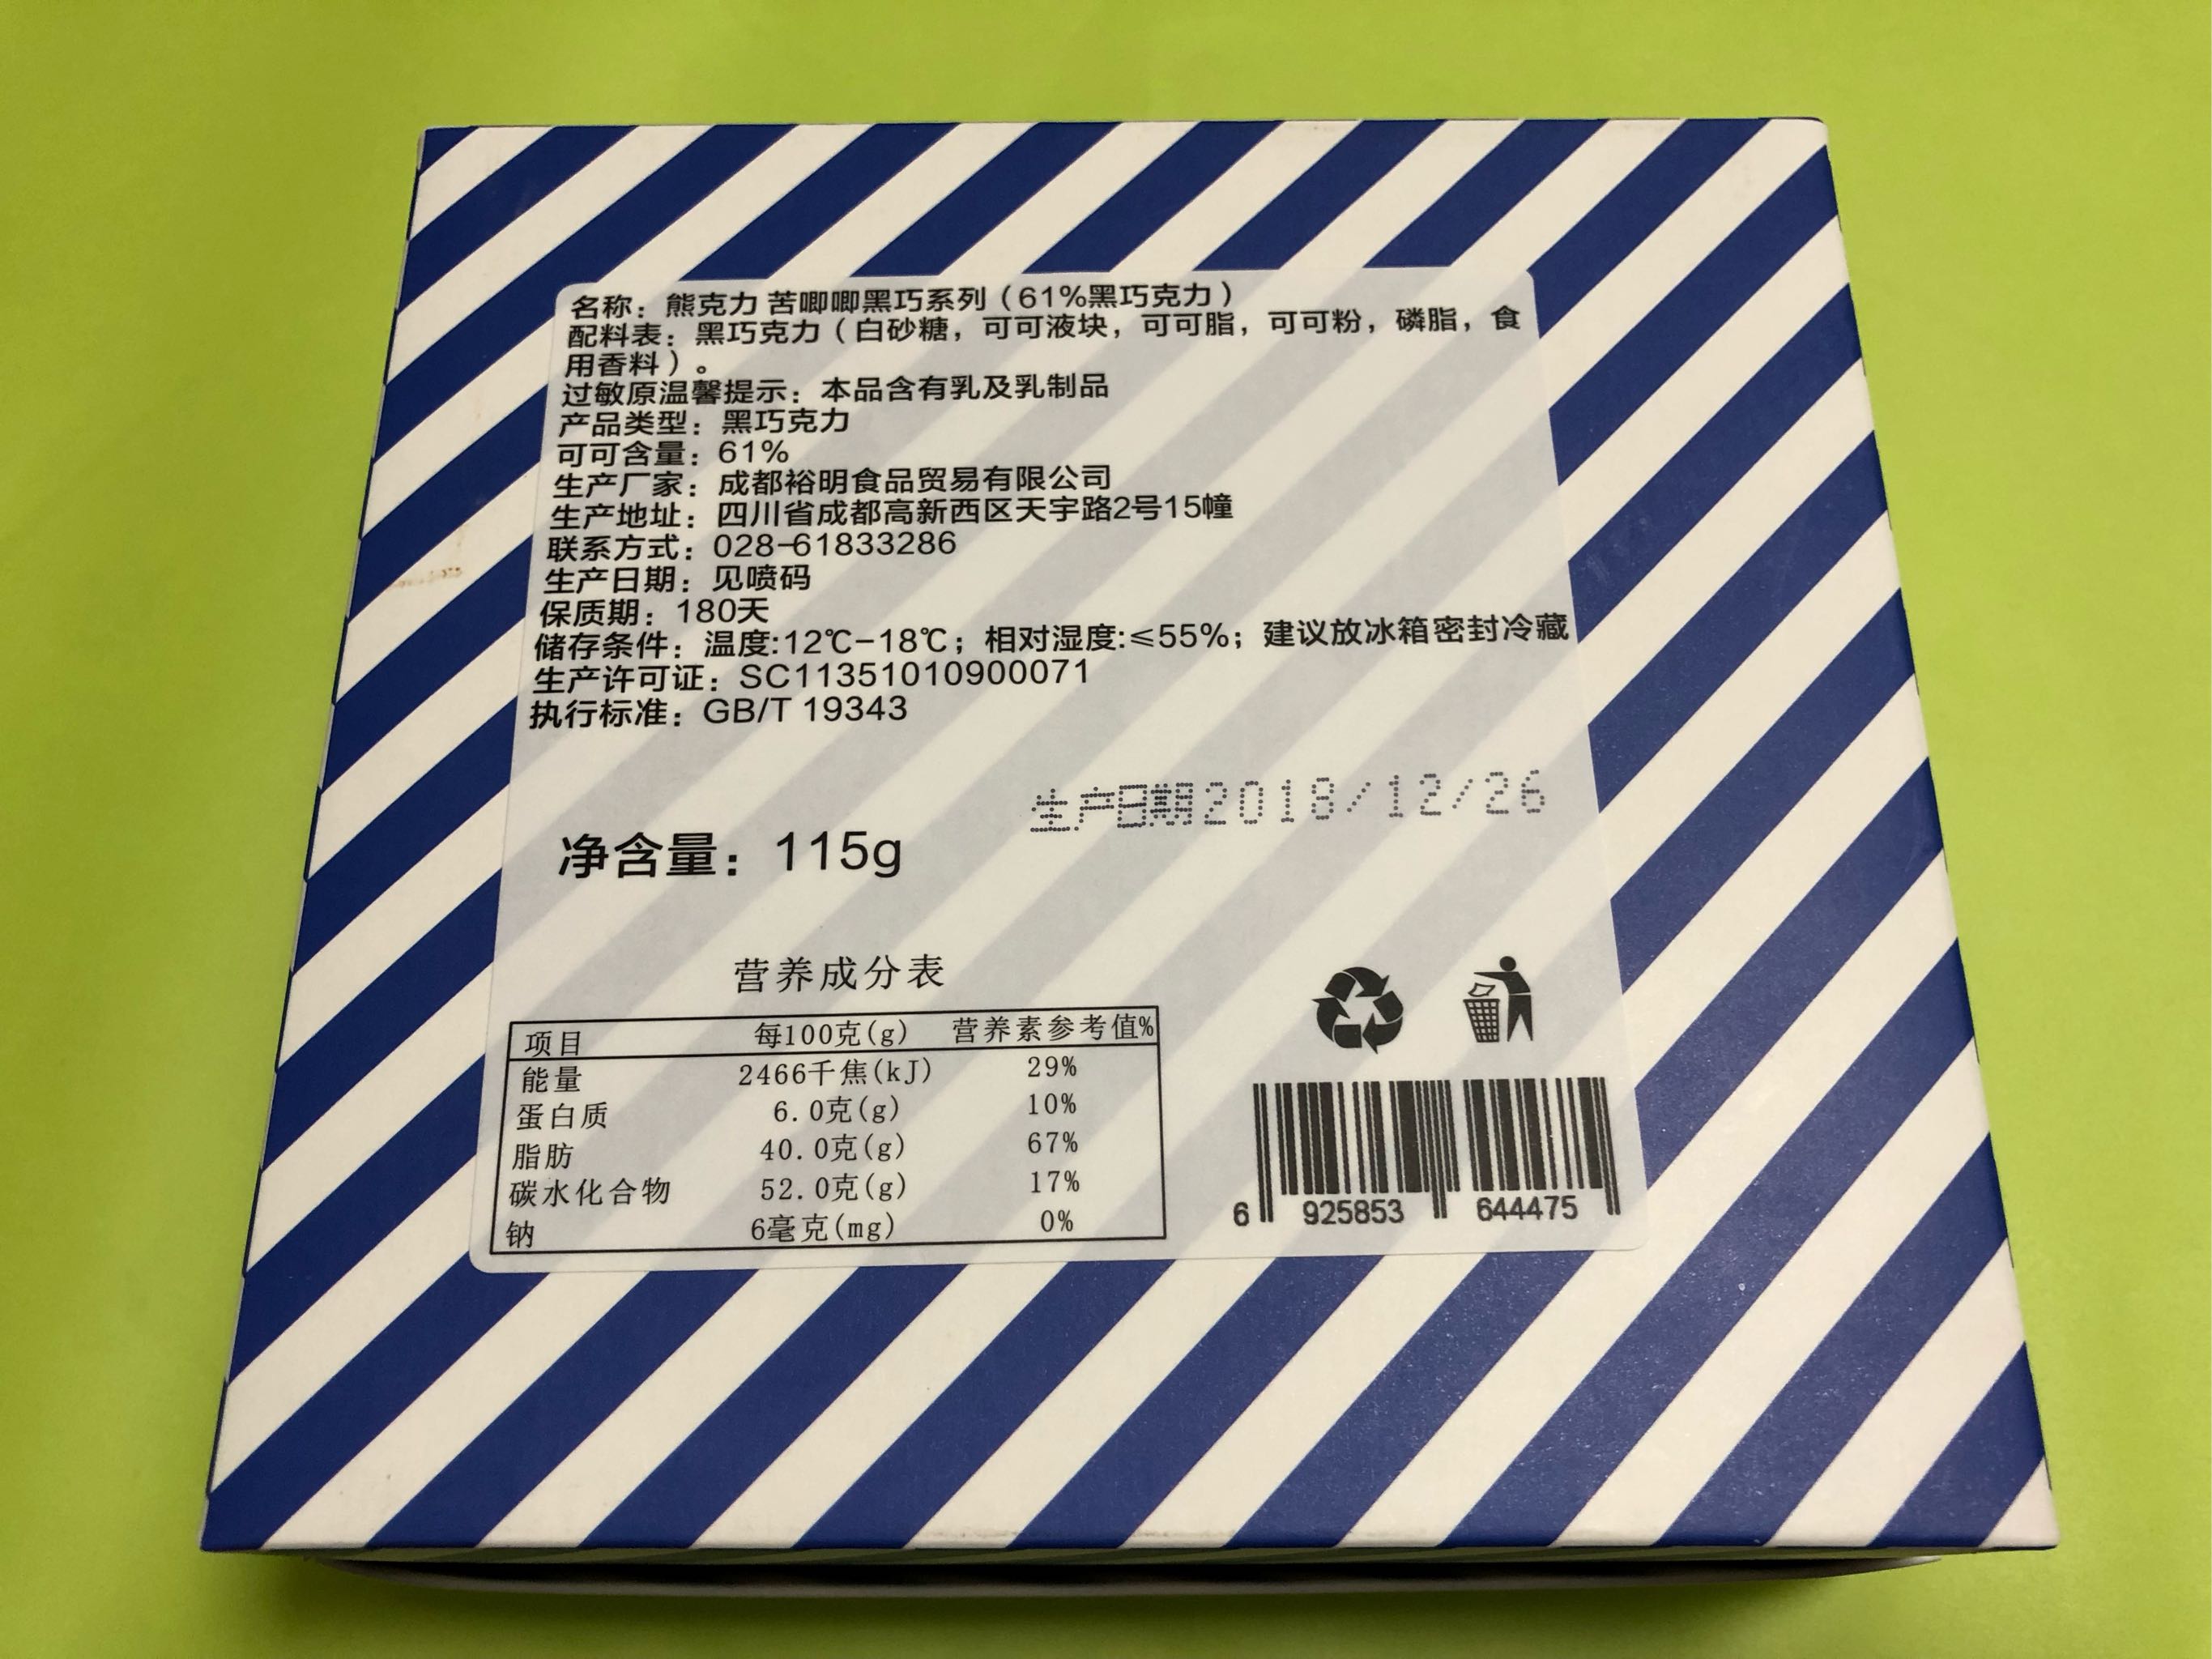 名称：熊克力 苦唧唧黑巧系列（61%黑巧克力）
配料表：黑巧克力（白砂糖，可可液块，可可脂，可可粉，磷脂，食
用香料）。
过敏原温馨提示：本品含有乳及乳制品
产品类型：黑巧克力
可可含量：61%
生产厂家：成都裕明食品贸易有限公司
生产地址：四川省成都高新西区天宇路2号15幢
联系方式：028-61833286
生产日期：见喷码
保质期：180天
储存条件：温度:12℃-18℃；相对湿度:≤55%；建议放冰箱密封冷藏
生产许可证：SC11351010900071
执行标准：GB/T 19343
生产日期2018/12/26
净含量：115g
营养成分表
项目 每100克(g) 营养素参考值%
能量 2466千焦(kJ) 29%
蛋白质 6.0克(g) 10%
脂肪 40.0克(g) 67%
碳水化合物 52.0克(g) 17%
钠 6毫克(mg) 0%
6 925853 644475